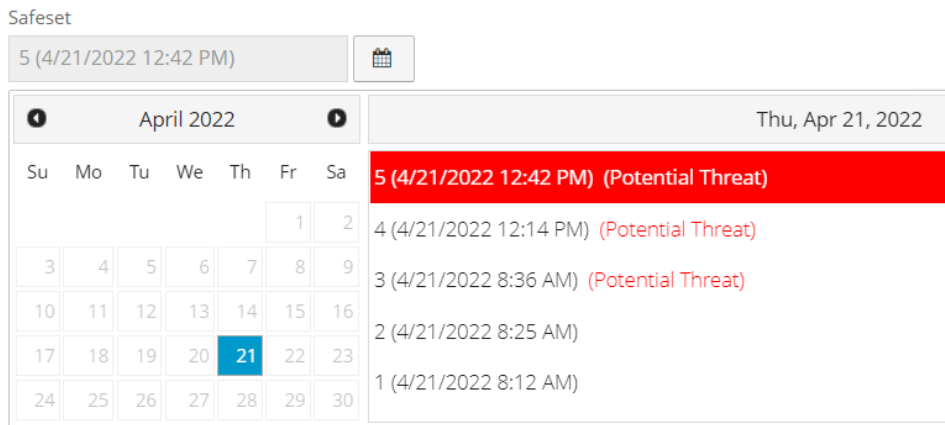 Safeset
5 (4/21/2022 12:42 PM)
April 2022
Su Mo Tu We Th Fr Sa
1 2
3 4 5 6 7 8 9
10 11 12 13 14 15 16
17 18 19 20 21 22 23
24 25 26 27 28 29 30
Thu, Apr 21, 2022
5 (4/21/2022 12:42 PM) (Potential Threat)
4 (4/21/2022 12:14 PM) (Potential Threat)
3 (4/21/2022 8:36 AM) (Potential Threat)
2 (4/21/2022 8:25 AM)
1 (4/21/2022 8:12 AM)